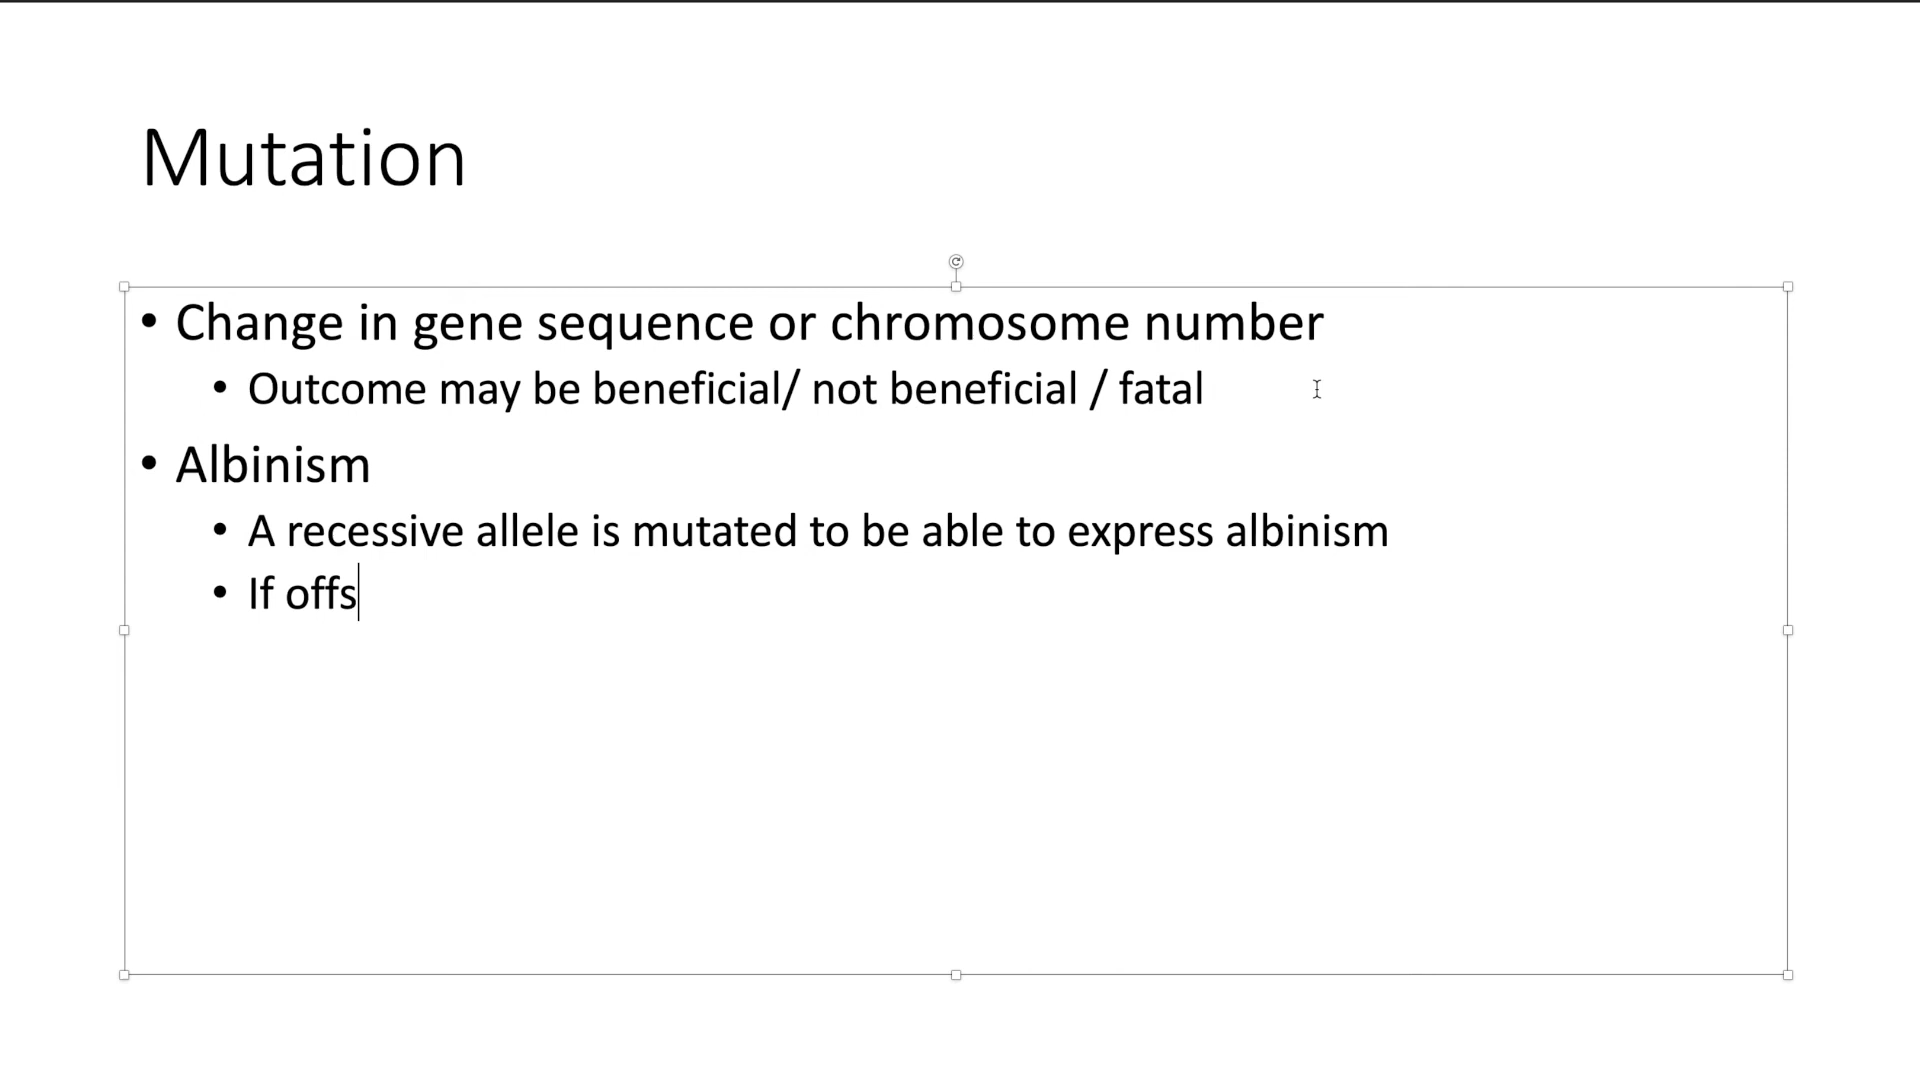 Mutation
• Change in gene sequence or chromosome number
• Outcome may be beneficial/ not beneficial / fatal
• Albinism
• A recessive allele is mutated to be able to express albinism
• If offs